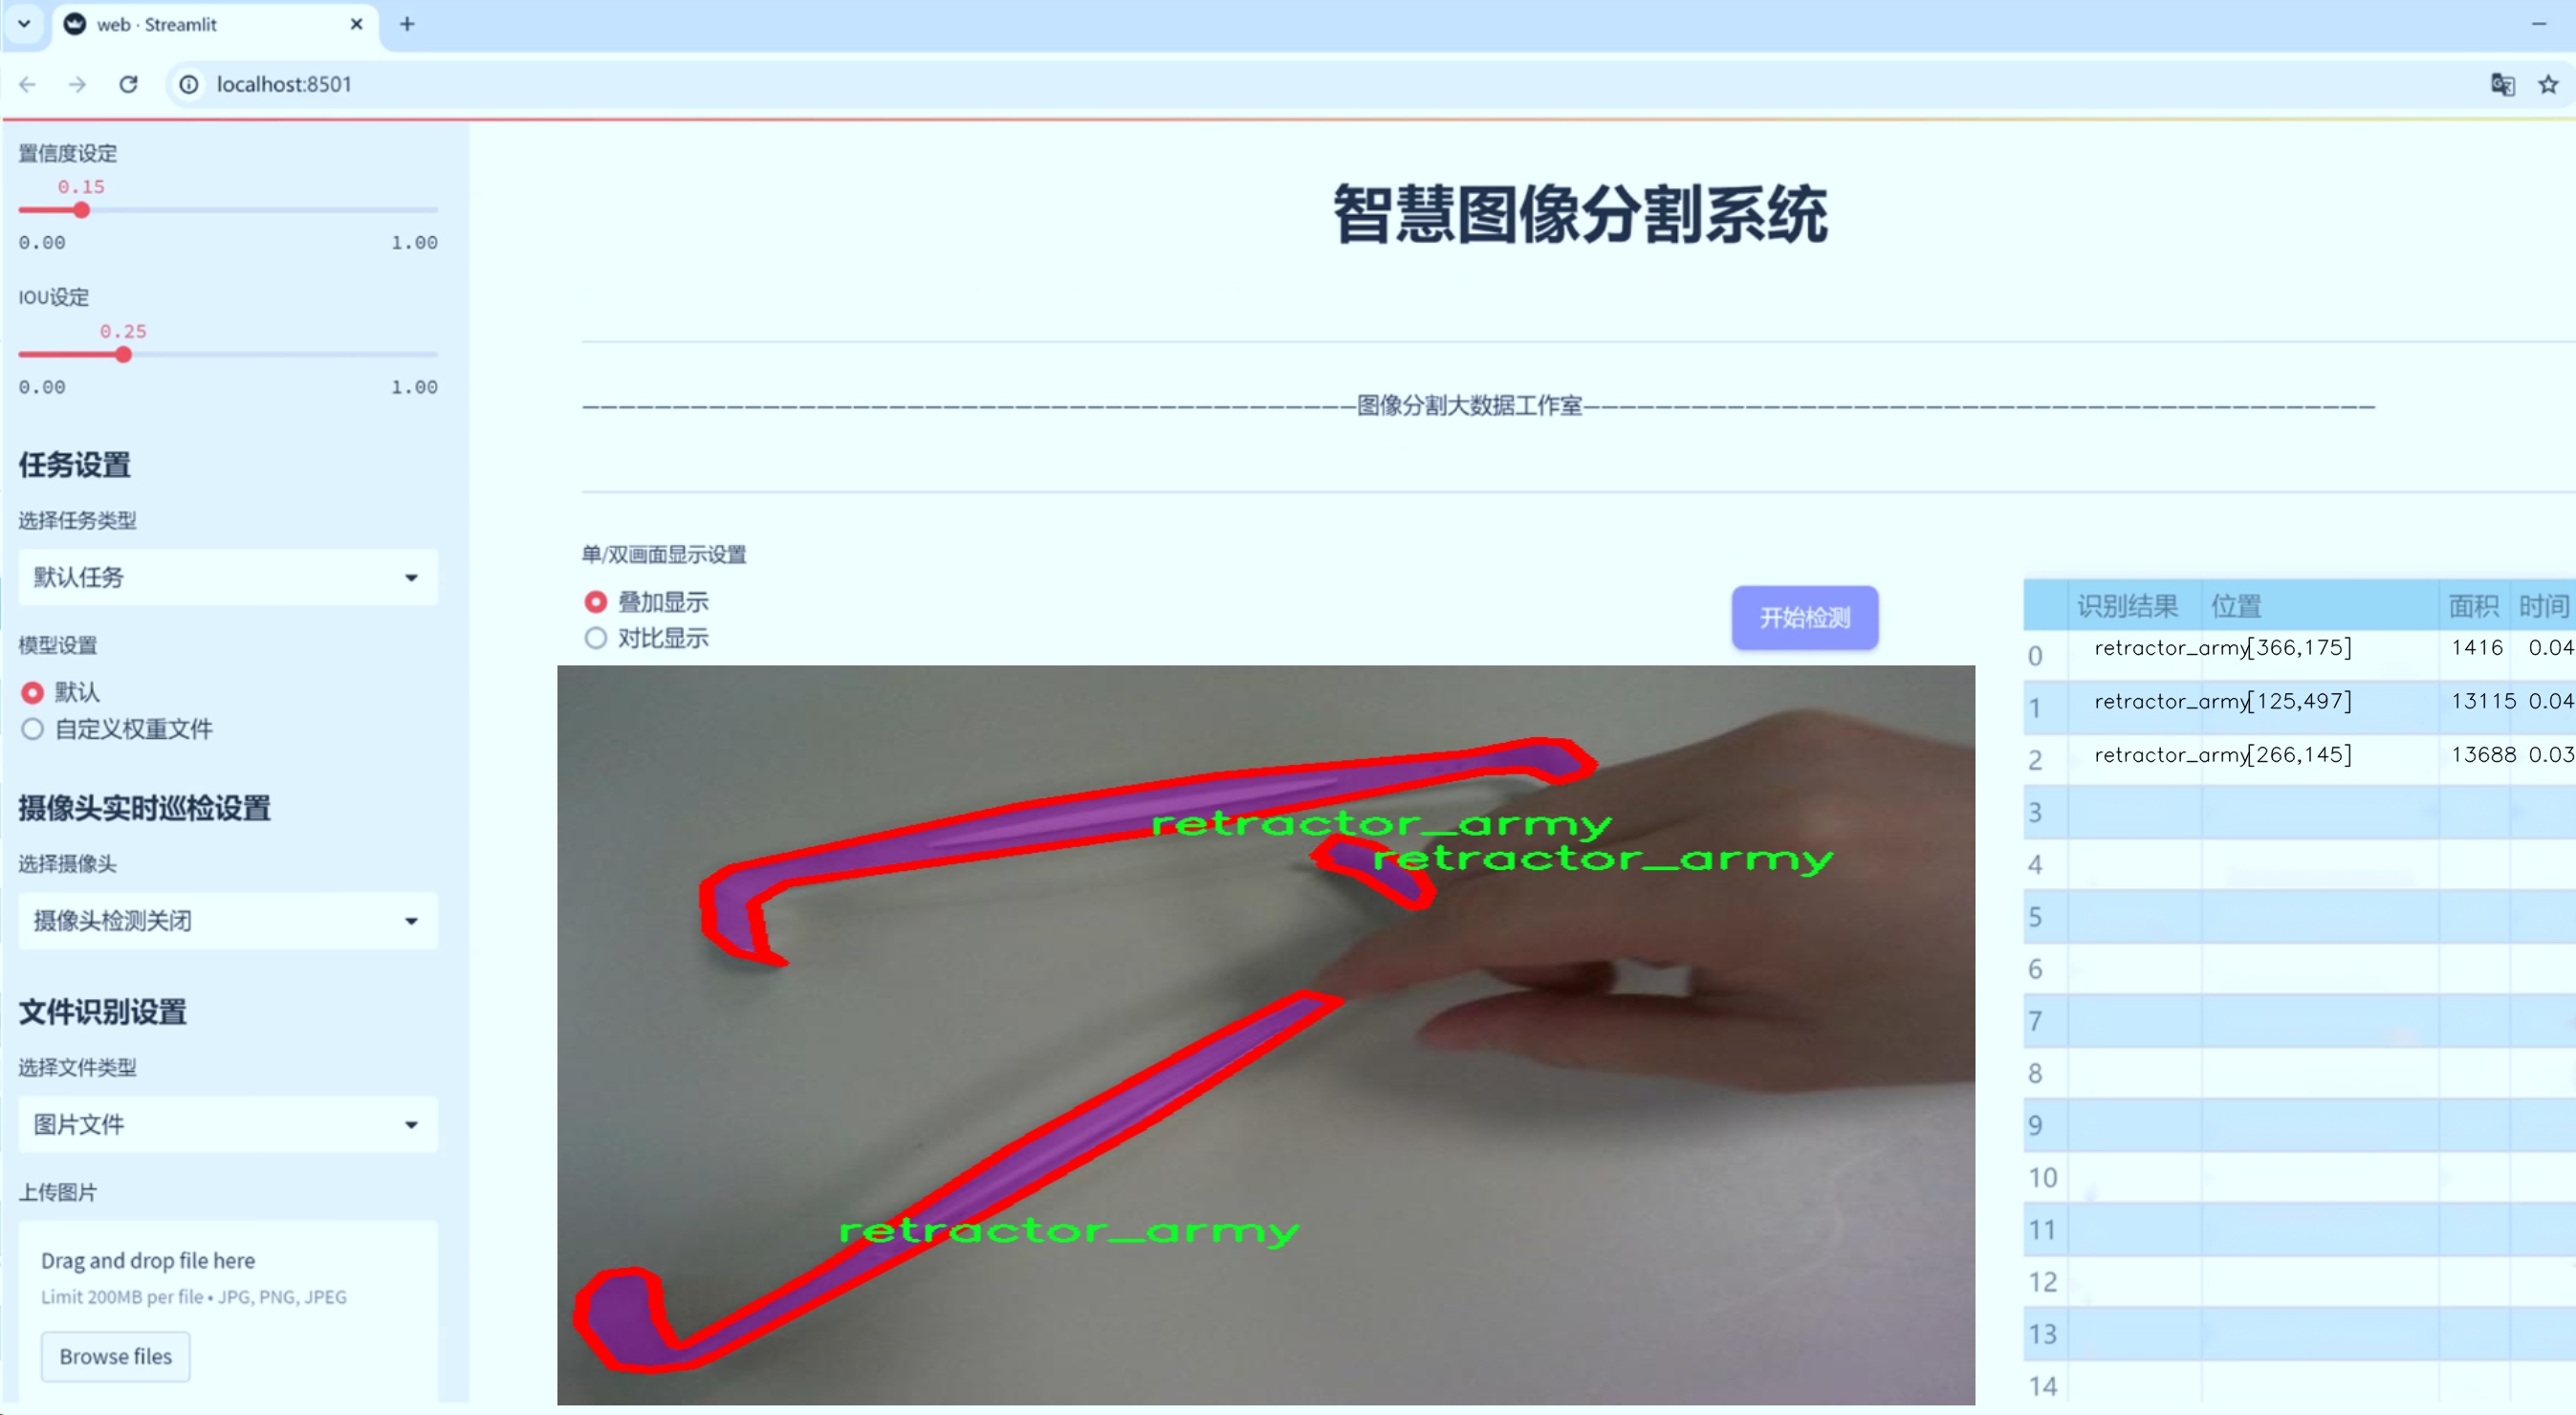 web · Streamlit
localhost:8501
置信度设定
0.15
0.00 1.00
IOU设定
0.25
0.00 1.00
任务设置
选择任务类型
默认任务
模型设置
默认
自定义权重文件
摄像头实时巡检设置
选择摄像头
摄像头检测关闭
文件识别设置
选择文件类型
图片文件
上传图片
Drag and drop file here
Limit 200MB per file • JPG, PNG, JPEG
Browse files
智慧图像分割系统
图像分割大数据工作室
单/双画面显示设置
叠加显示
对比显示
开始检测
retractor_army
retractor_army
retractor_army
识别结果 位置 面积 时间
0 retractor_army[366,175] 1416 0.04
1 retractor_army[125,497] 13115 0.04
2 retractor_army[266,145] 13688 0.03
3
4
5
6
7
8
9
10
11
12
13
14